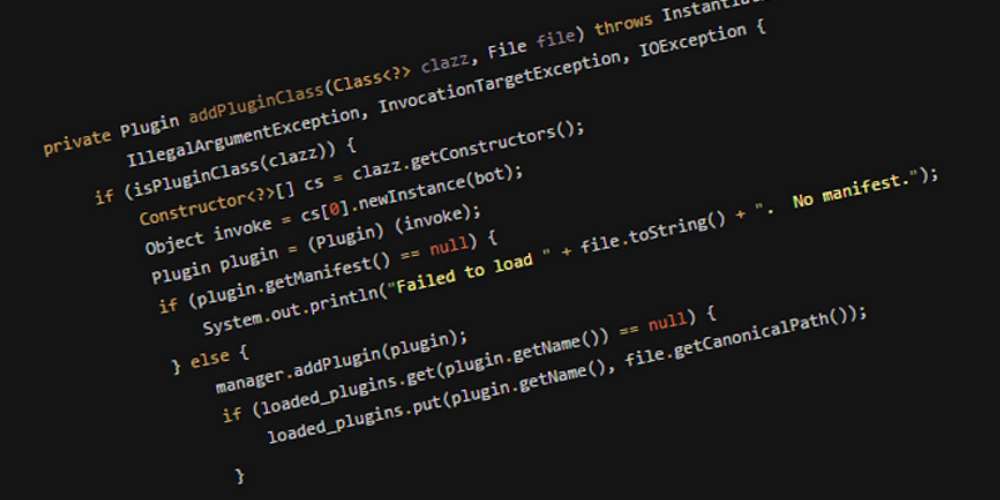 private Plugin addPluginClass(Class<?> clazz, File file) throws
IllegalArgumentException, InvocationTargetException, IOException {
if (isPluginClass(clazz)) {
Constructor<?>[] cs = clazz.getConstructors();
Object invoke = cs[0].newInstance(bot);
Plugin plugin = (Plugin) (invoke);
if (plugin.getManifest() == null) {
System.out.println("Failed to load " + file.toString() + ".  No manifest.");
} else {
manager.addPlugin(plugin);
if (loaded_plugins.get(plugin.getName()) == null) {
loaded_plugins.put(plugin.getName(), file.getCanonicalPath());
}